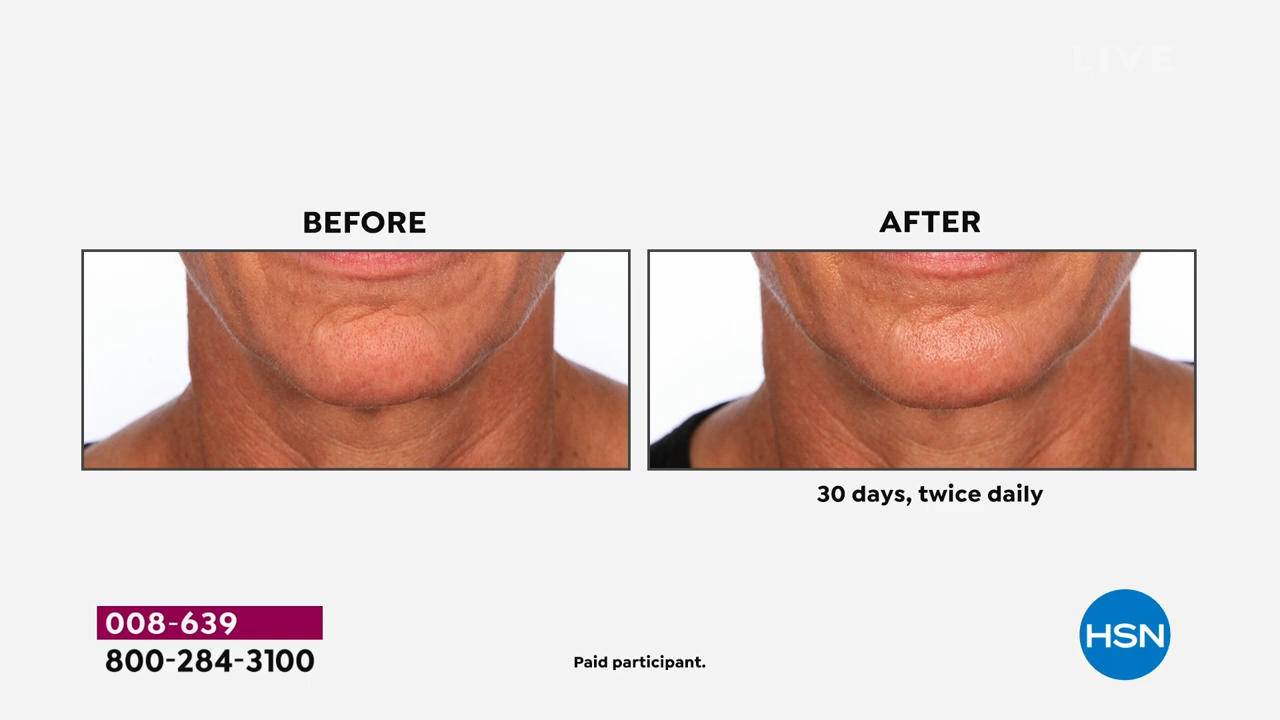 LIVE
BEFORE
AFTER
30 days, twice daily
008-639
800-284-3100
Paid participant.
HSN